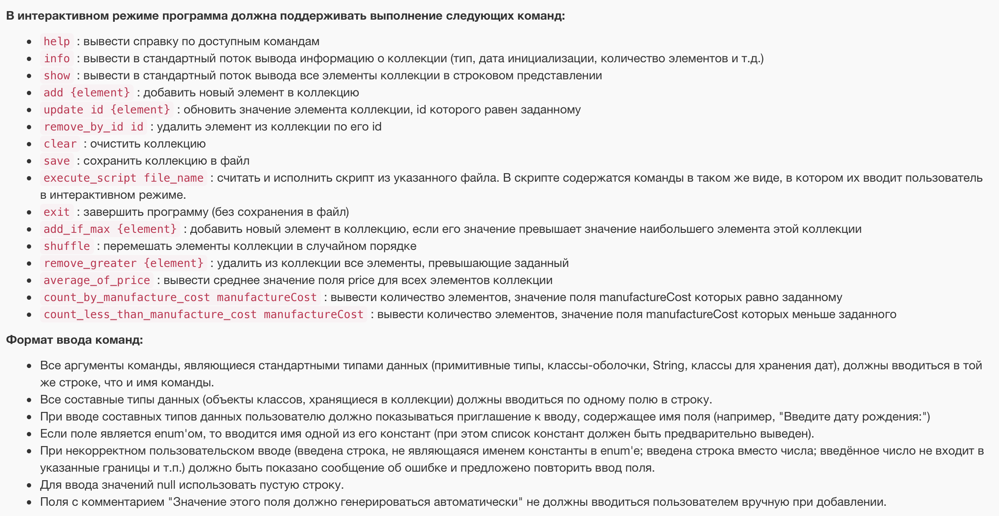 В интерактивном режиме программа должна поддерживать выполнение следующих команд:
help : вывести справку по доступным командам
info : вывести в стандартный поток вывода информацию о коллекции (тип, дата инициализации, количество элементов и т.д.)
show : вывести в стандартный поток вывода все элементы коллекции в строковом представлении
add {element} : добавить новый элемент в коллекцию
update id {element} : обновить значение элемента коллекции, id которого равен заданному
remove_by_id id : удалить элемент из коллекции по его id
clear : очистить коллекцию
save : сохранить коллекцию в файл
execute_script file_name : считать и исполнить скрипт из указанного файла. В скрипте содержатся команды в таком же виде, в котором их вводит пользователь
в интерактивном режиме.
exit : завершить программу (без сохранения в файл)
add_if_max {element} : добавить новый элемент в коллекцию, если его значение превышает значение наибольшего элемента этой коллекции
shuffle : перемешать элементы коллекции в случайном порядке
remove_greater {element} : удалить из коллекции все элементы, превышающие заданный
average_of_price : вывести среднее значение поля price для всех элементов коллекции
count_by_manufacture_cost manufactureCost : вывести количество элементов, значение поля manufactureCost которых равно заданному
count_less_than_manufacture_cost manufactureCost : вывести количество элементов, значение поля manufactureCost которых меньше заданного
Формат ввода команд:
Все аргументы команды, являющиеся стандартными типами данных (примитивные типы, классы-оболочки, String, классы для хранения дат), должны вводиться в той
же строке, что и имя команды.
Все составные типы данных (объекты классов, хранящиеся в коллекции) должны вводиться по одному полю в строку.
При вводе составных типов данных пользователю должно показываться приглашение к вводу, содержащее имя поля (например, "Введите дату рождения:")
Если поле является enum'ом, то вводится имя одной из его констант (при этом список констант должен быть предварительно выведен).
При некорректном пользовательском вводе (введена строка, не являющаяся именем константы в enum'е; введена строка вместо числа; введённое число не входит в
указанные границы и т.п.) должно быть показано сообщение об ошибке и предложено повторить ввод поля.
Для ввода значений null использовать пустую строку.
Поля с комментарием "Значение этого поля должно генерироваться автоматически" не должны вводиться пользователем вручную при добавлении.